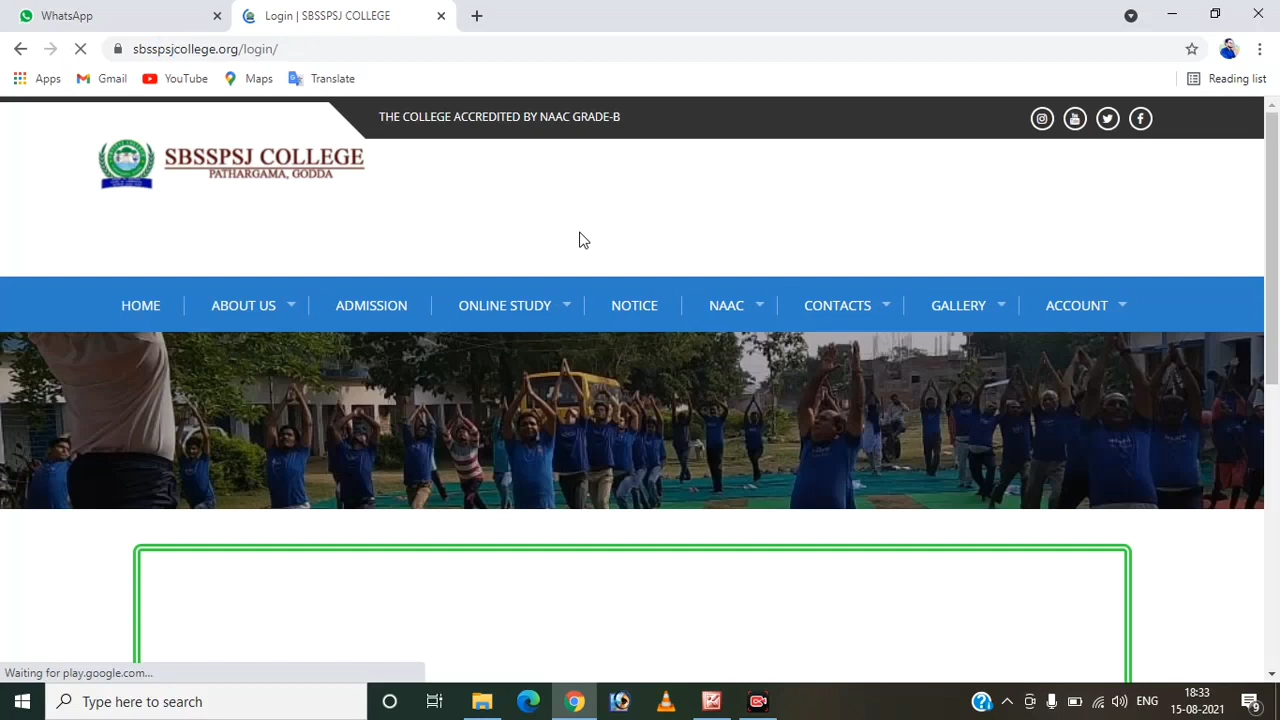 WhatsApp
Login | SBSSPSJ COLLEGE
sbsspsjcollege.org/login/
Apps Gmail YouTube Maps Translate Reading list
THE COLLEGE ACCREDITED BY NAAC GRADE-B
SBSSPSJ COLLEGE
PATHARGAMA, GODDA
HOME ABOUT US ADMISSION ONLINE STUDY NOTICE NAAC CONTACTS GALLERY ACCOUNT
Waiting for play.google.com...
Type here to search
ENG
18:33
15-08-2021
9